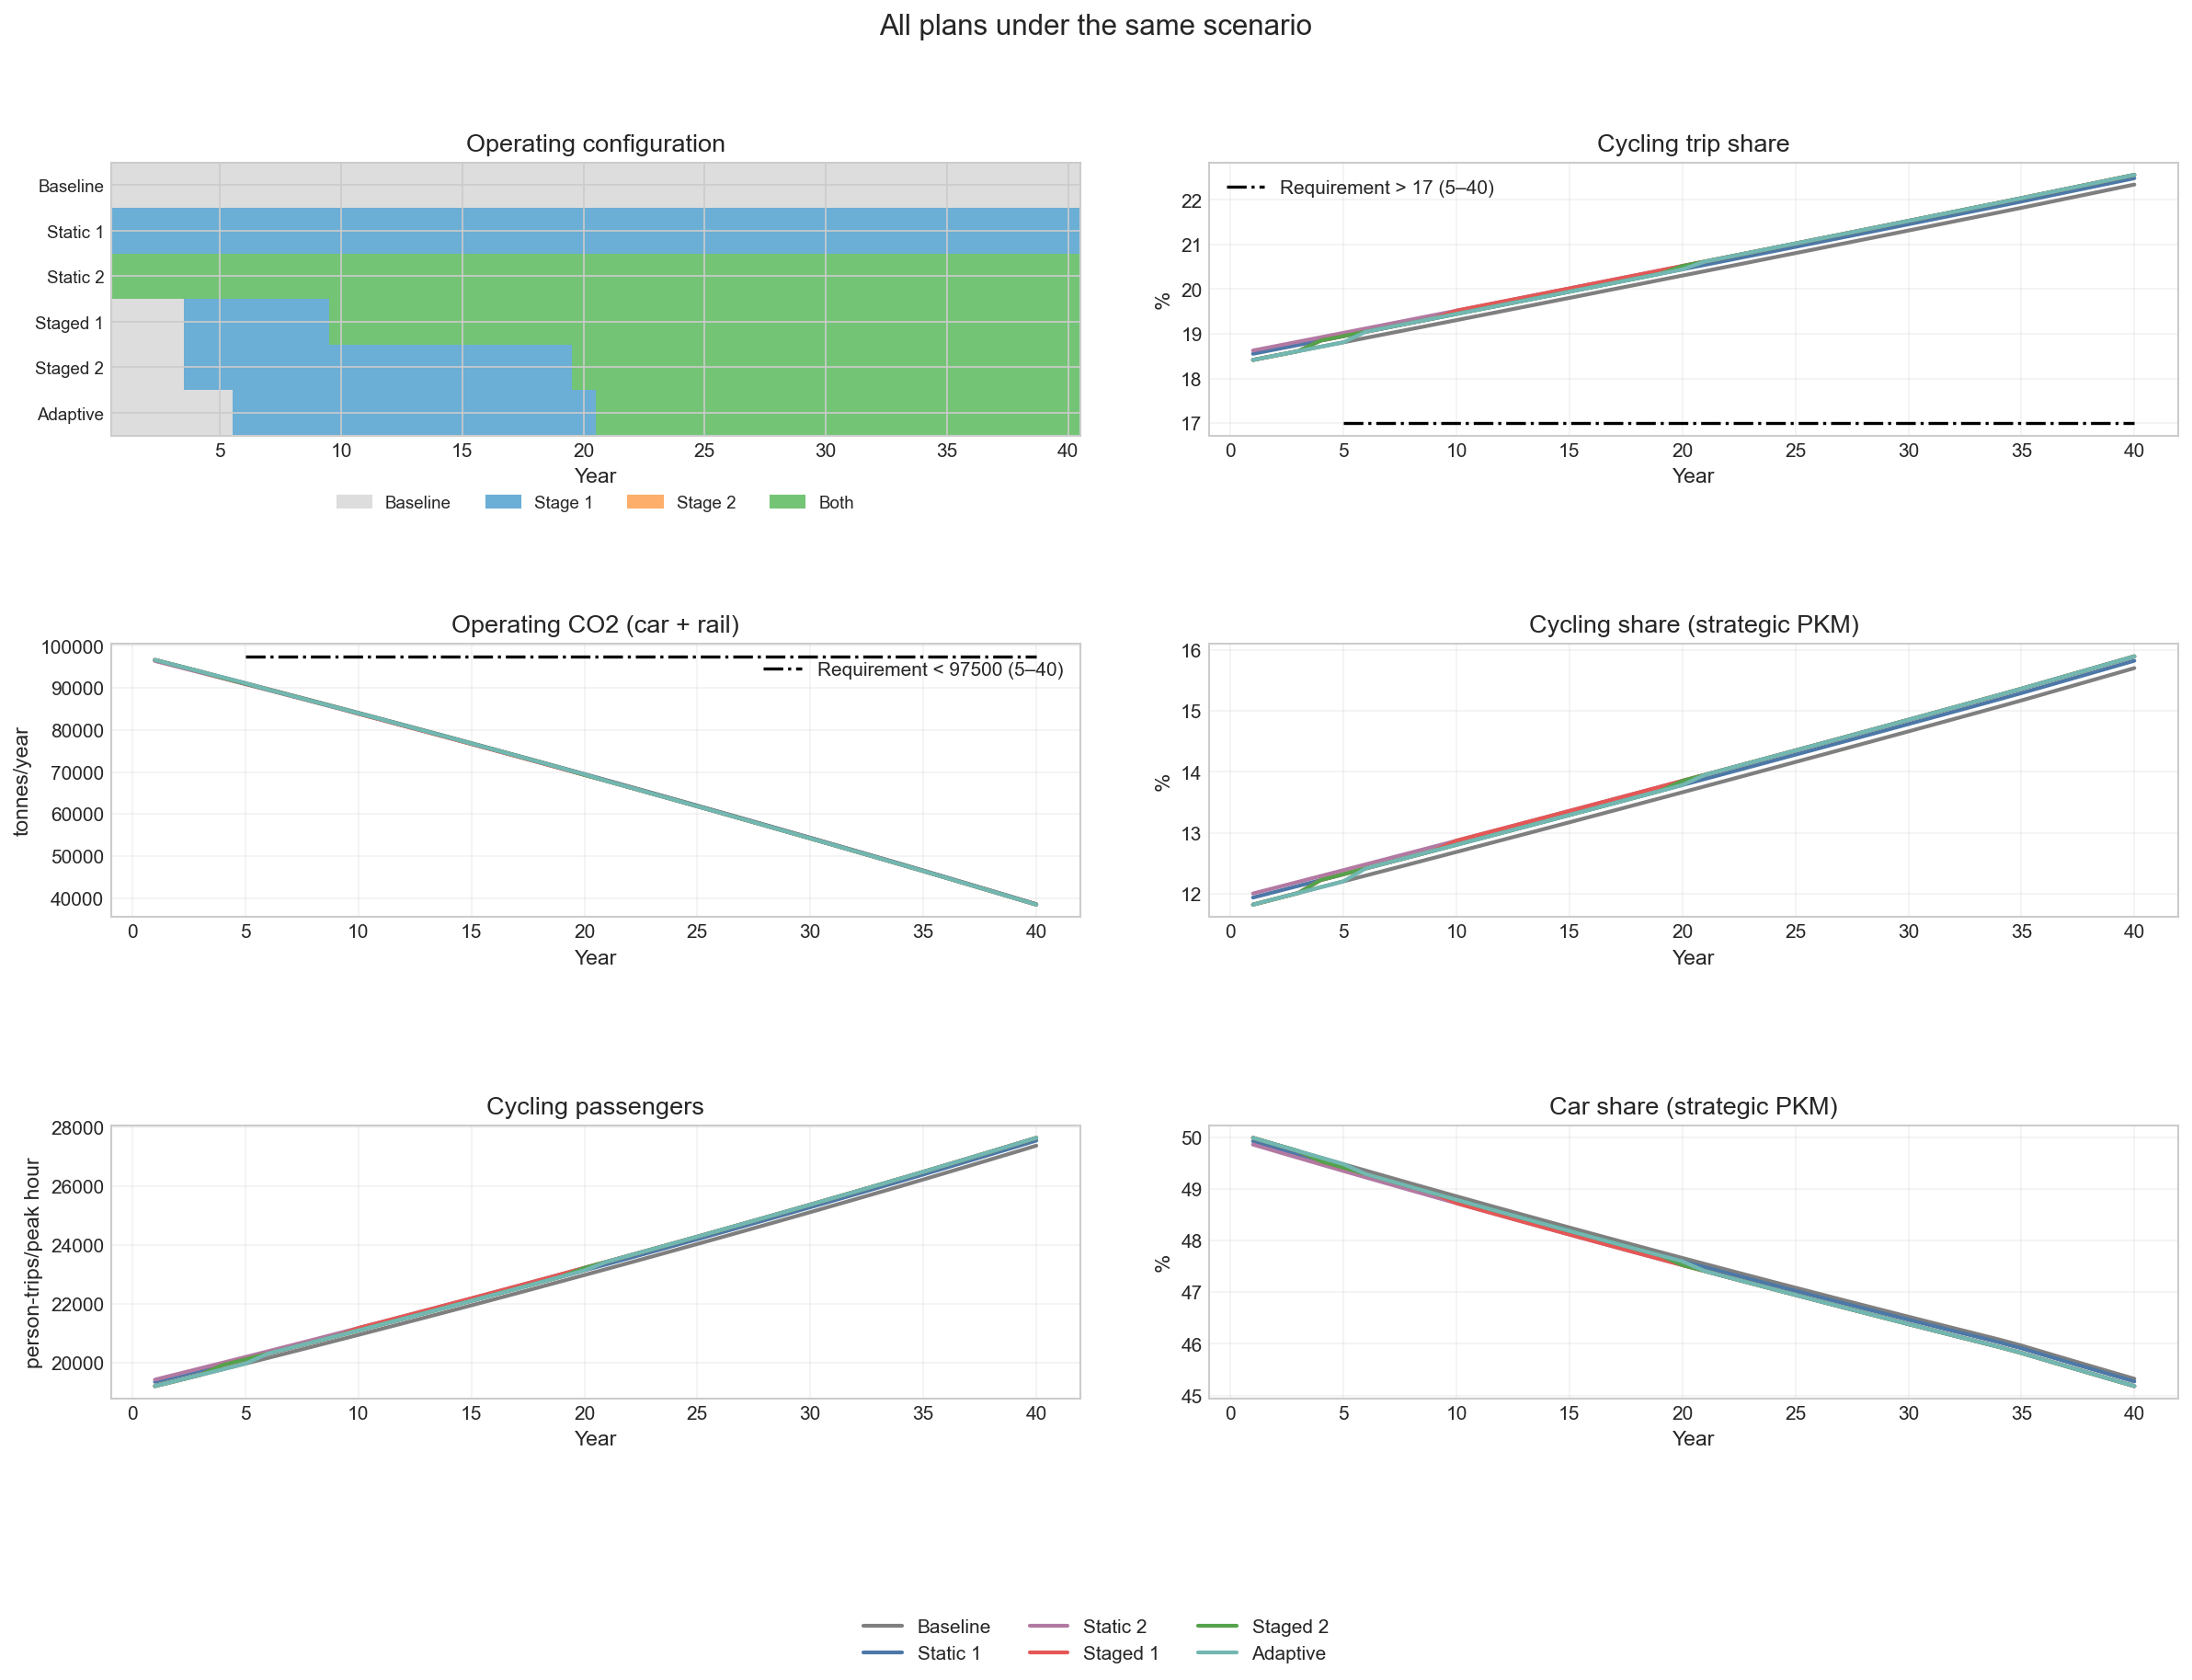 All plans under the same scenario
Operating configuration
Baseline
Static 1
Static 2
Staged 1
Staged 2
Adaptive
5 10 15 20 25 30 35 40
Year
Baseline Stage 1 Stage 2 Both
Cycling trip share
Requirement > 17 (5–40)
%
22
21
20
19
18
17
0 5 10 15 20 25 30 35 40
Year
Operating CO2 (car + rail)
Requirement < 97500 (5–40)
tonnes/year
100000
90000
80000
70000
60000
50000
40000
0 5 10 15 20 25 30 35 40
Year
Cycling share (strategic PKM)
%
16
15
14
13
12
0 5 10 15 20 25 30 35 40
Year
Cycling passengers
person-trips/peak hour
28000
26000
24000
22000
20000
0 5 10 15 20 25 30 35 40
Year
Car share (strategic PKM)
%
50
49
48
47
46
45
0 5 10 15 20 25 30 35 40
Year
Baseline Static 2 Staged 2
Static 1 Staged 1 Adaptive